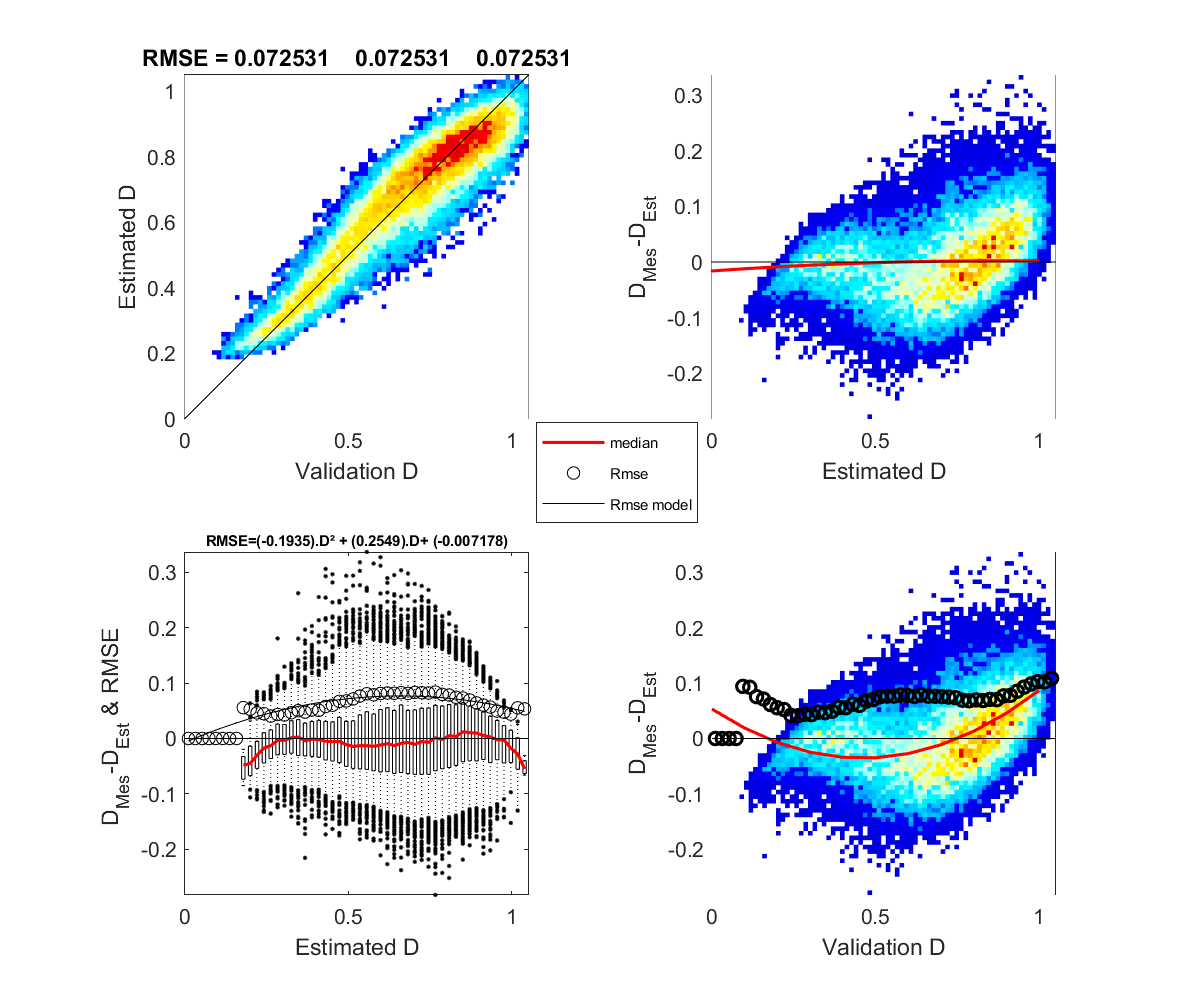 RMSE = 0.072531 0.072531 0.072531
1
0.8
0.6
0.4
0.2
0
0 0.5 1
Estimated D
Validation D
0.3
0.2
0.1
0
-0.1
-0.2
0 0.5 1
D_Mes-D_Est
Estimated D
median
Rmse
Rmse model
RMSE=(-0.1935).D² + (0.2549).D+ (-0.007178)
0.3
0.2
0.1
0
-0.1
-0.2
0 0.5 1
D_Mes-D_Est & RMSE
Estimated D
0.3
0.2
0.1
0
-0.1
-0.2
0 0.5 1
D_Mes-D_Est
Validation D